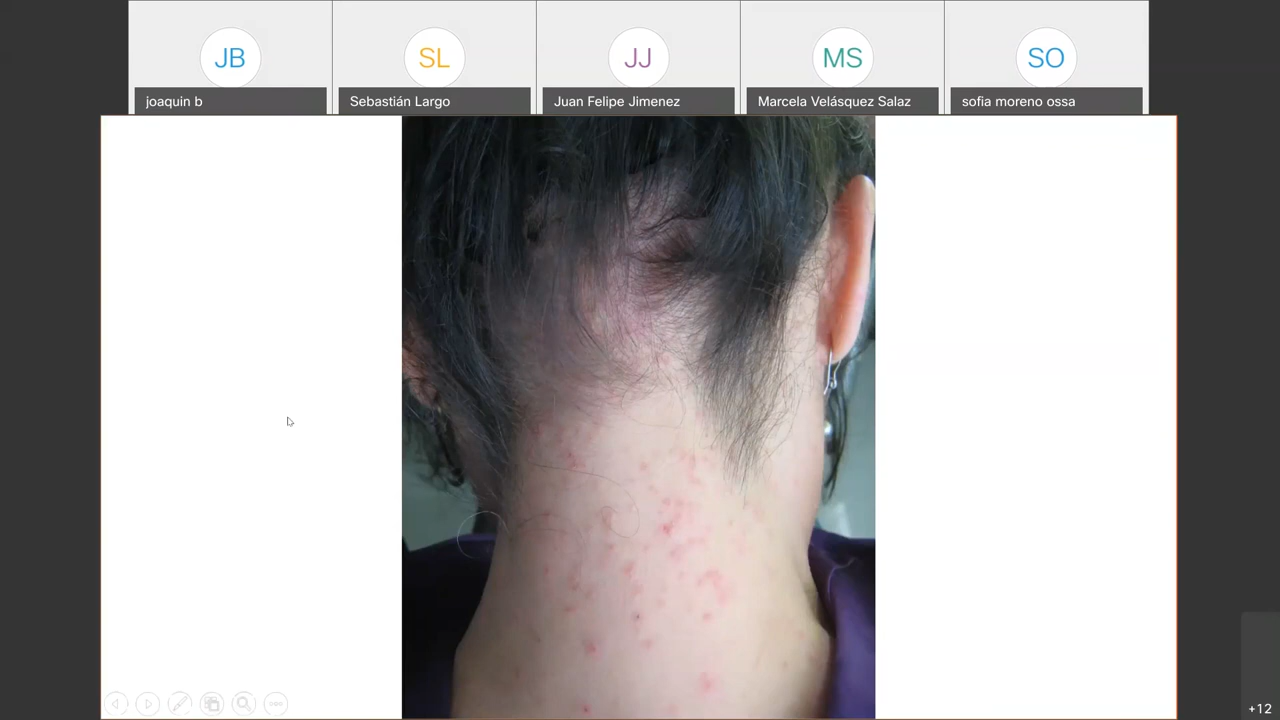 JB
SL
JJ
MS
SO
joaquin b
Sebastián Largo
Juan Felipe Jimenez
Marcela Velásquez Salaz
sofia moreno ossa
+12